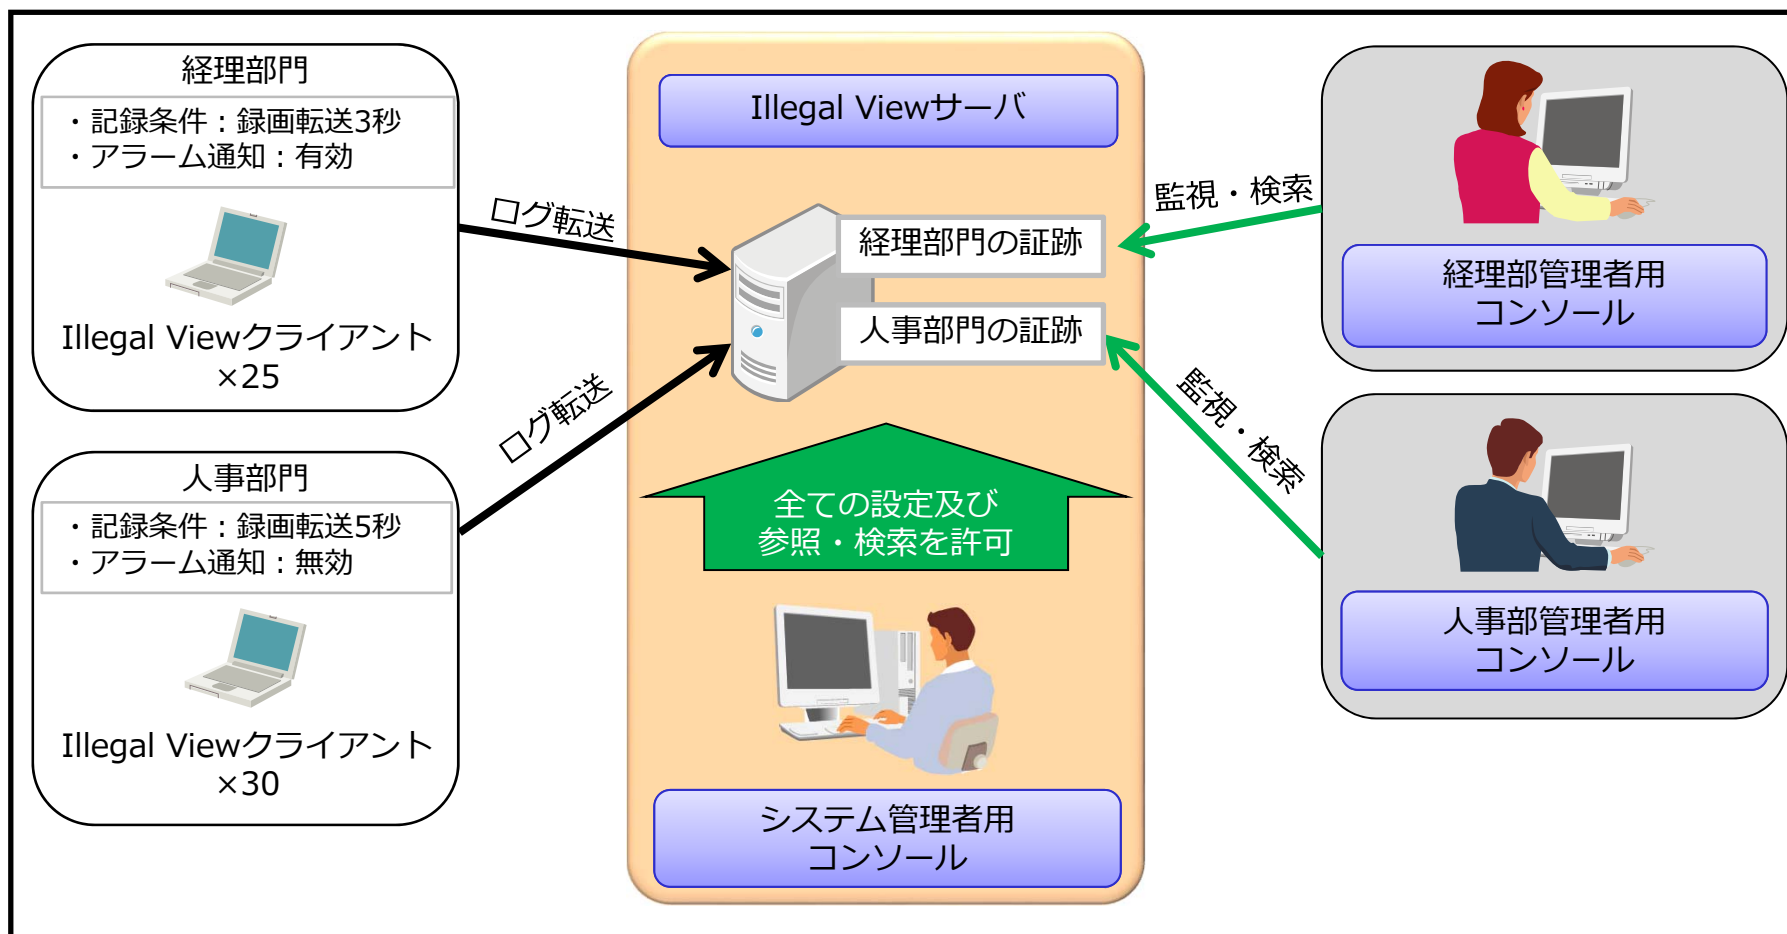 経理部門
・記録条件：録画転送3秒
・アラーム通知：有効
Illegal Viewクライアント
×25
人事部門
・記録条件：録画転送5秒
・アラーム通知：無効
Illegal Viewクライアント
×30
ログ転送
ログ転送
Illegal Viewサーバ
経理部門の証跡
人事部門の証跡
全ての設定及び
参照・検索を許可
システム管理者用
コンソール
監視・検索
監視・検索
経理部管理者用
コンソール
人事部管理者用
コンソール